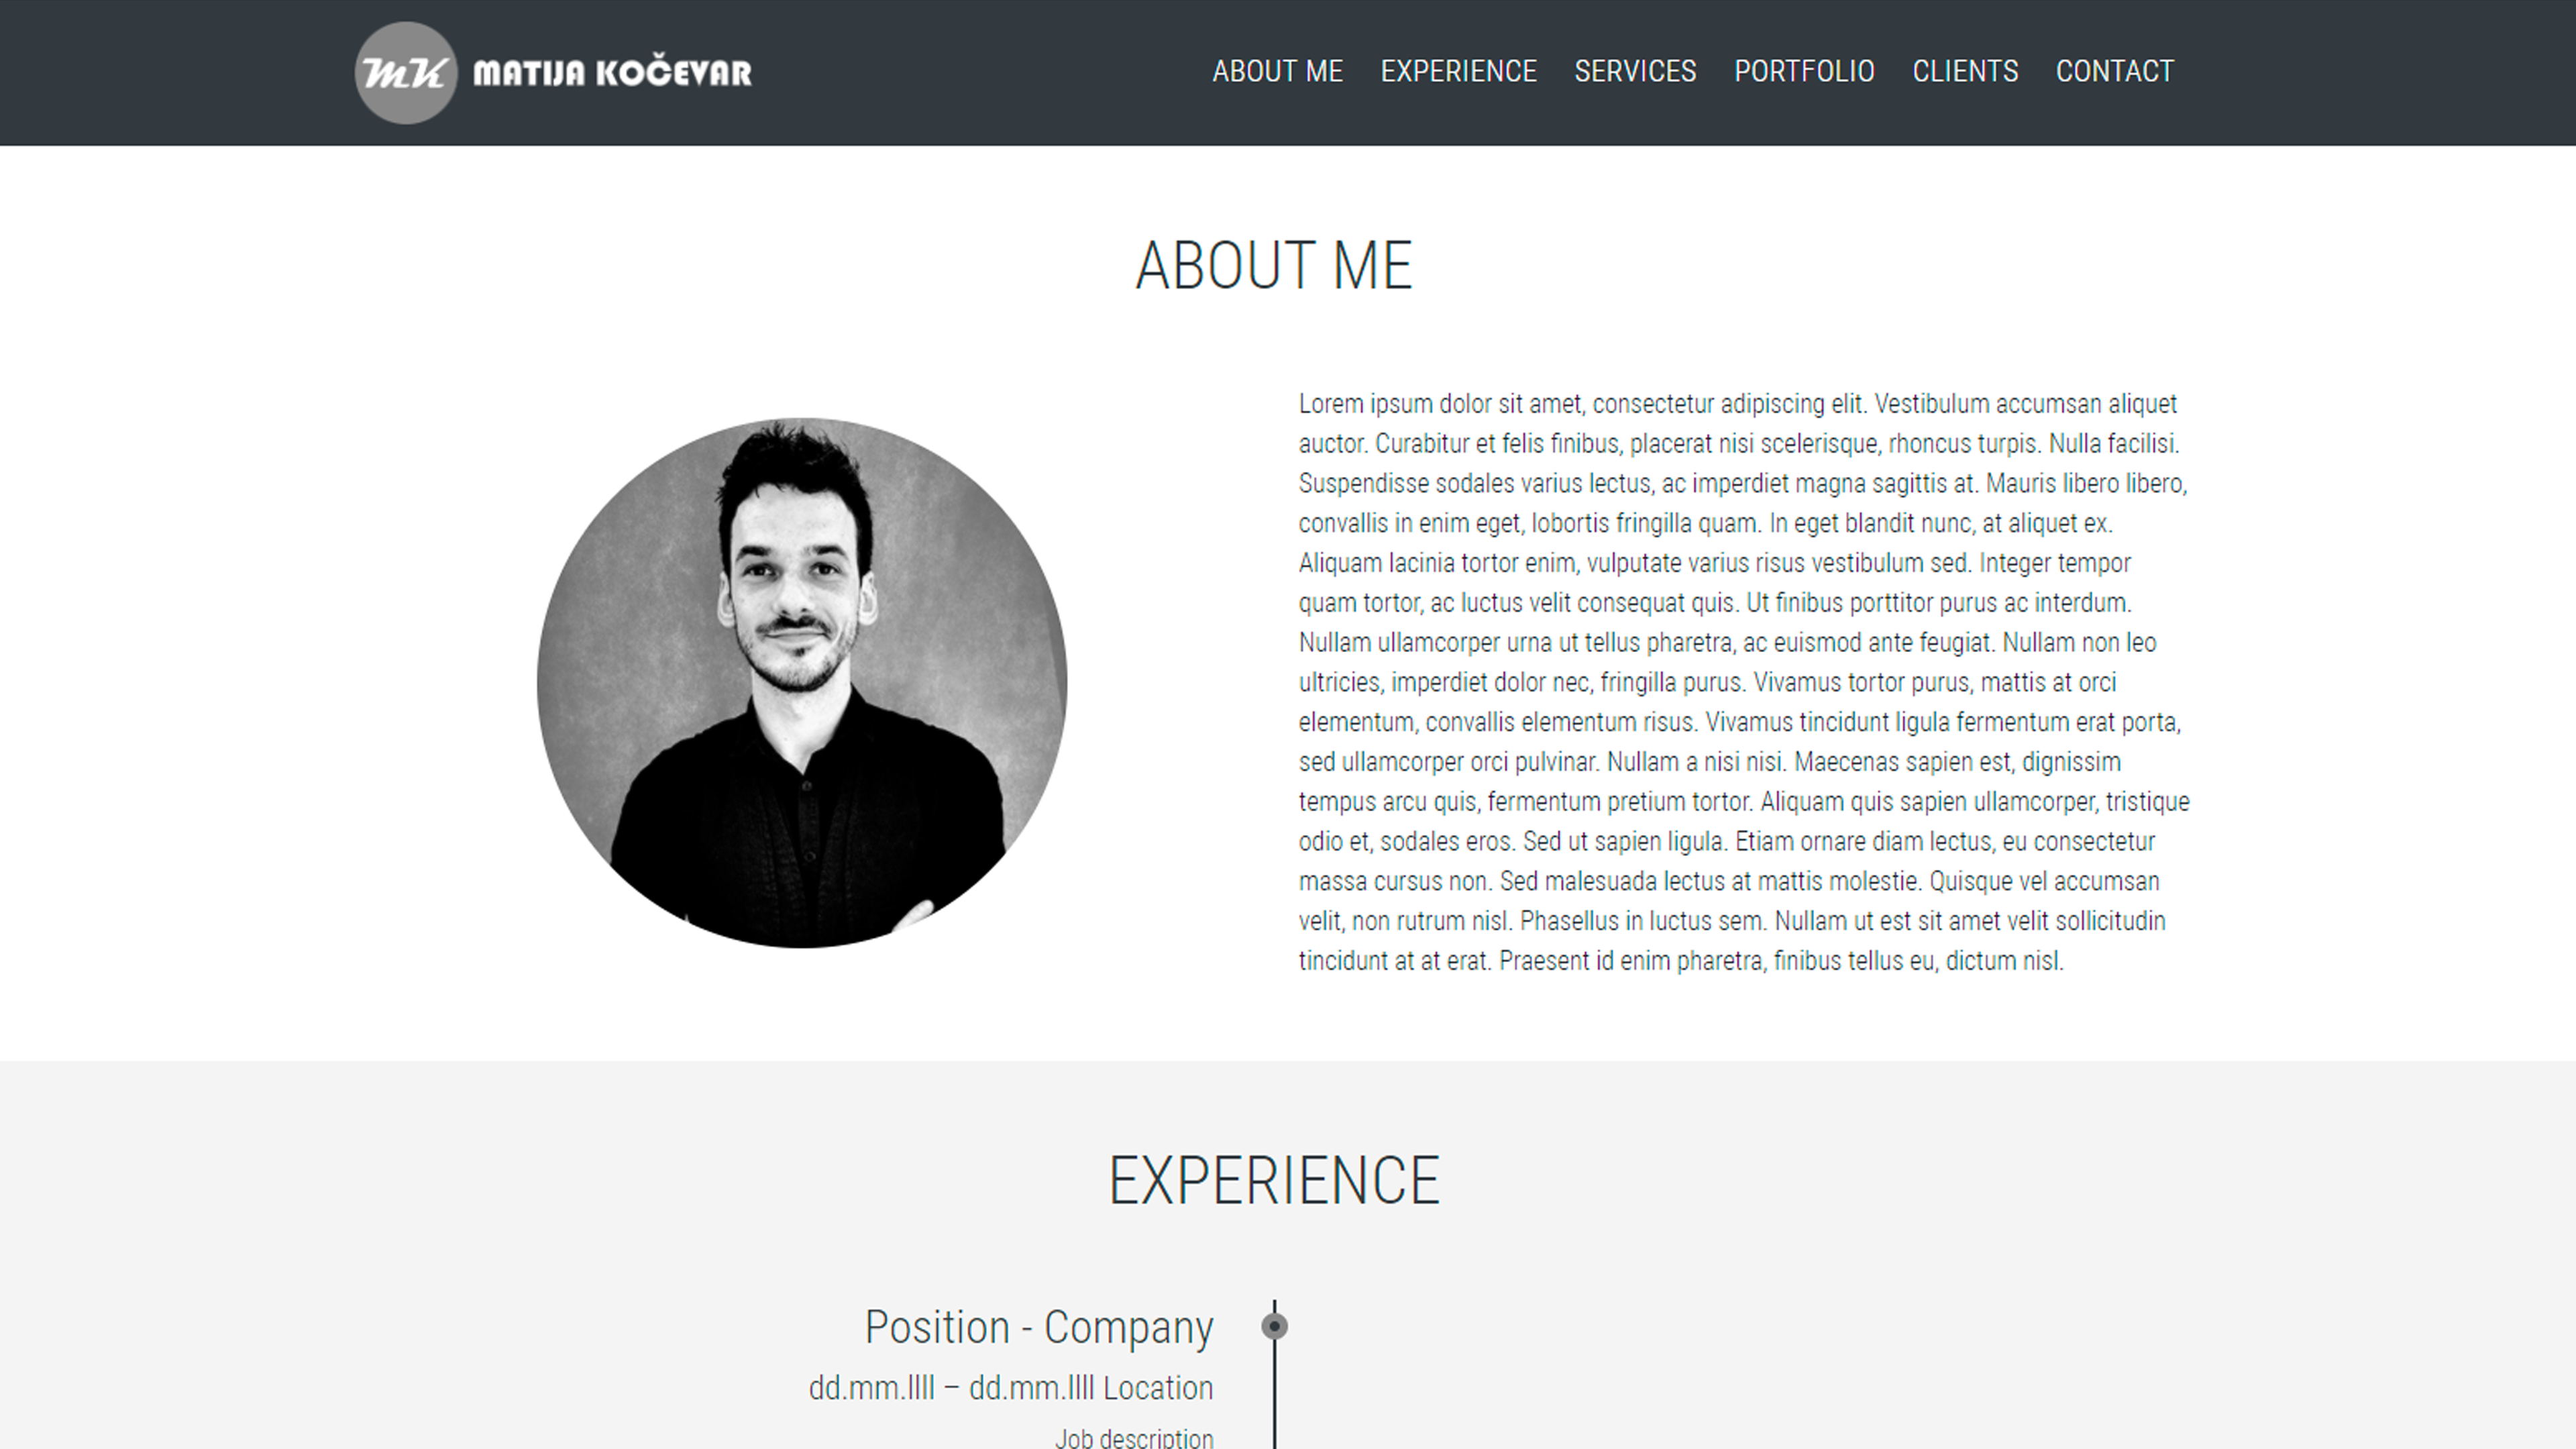 MK MATIJA KOČEVAR
ABOUT ME EXPERIENCE SERVICES PORTFOLIO CLIENTS CONTACT
ABOUT ME
Lorem ipsum dolor sit amet, consectetur adipiscing elit. Vestibulum accumsan aliquet
auctor. Curabitur et felis finibus, placerat nisi scelerisque, rhoncus turpis. Nulla facilisi.
Suspendisse sodales varius lectus, ac imperdiet magna sagittis at. Mauris libero libero,
convallis in enim eget, lobortis fringilla quam. In eget blandit nunc, at aliquet ex.
Aliquam lacinia tortor enim, vulputate varius risus vestibulum sed. Integer tempor
quam tortor, ac luctus velit consequat quis. Ut finibus porttitor purus ac interdum.
Nullam ullamcorper urna ut tellus pharetra, ac euismod ante feugiat. Nullam non leo
ultricies, imperdiet dolor nec, fringilla purus. Vivamus tortor purus, mattis at orci
elementum, convallis elementum risus. Vivamus tincidunt ligula fermentum erat porta,
sed ullamcorper orci pulvinar. Nullam a nisi nisi. Maecenas sapien est, dignissim
tempus arcu quis, fermentum pretium tortor. Aliquam quis sapien ullamcorper, tristique
odio et, sodales eros. Sed ut sapien ligula. Etiam ornare diam lectus, eu consectetur
massa cursus non. Sed malesuada lectus at mattis molestie. Quisque vel accumsan
velit, non rutrum nisl. Phasellus in luctus sem. Nullam ut est sit amet velit sollicitudin
tincidunt at at erat. Praesent id enim pharetra, finibus tellus eu, dictum nisl.
EXPERIENCE
Position - Company
dd.mm.llll – dd.mm.llll Location
Job description